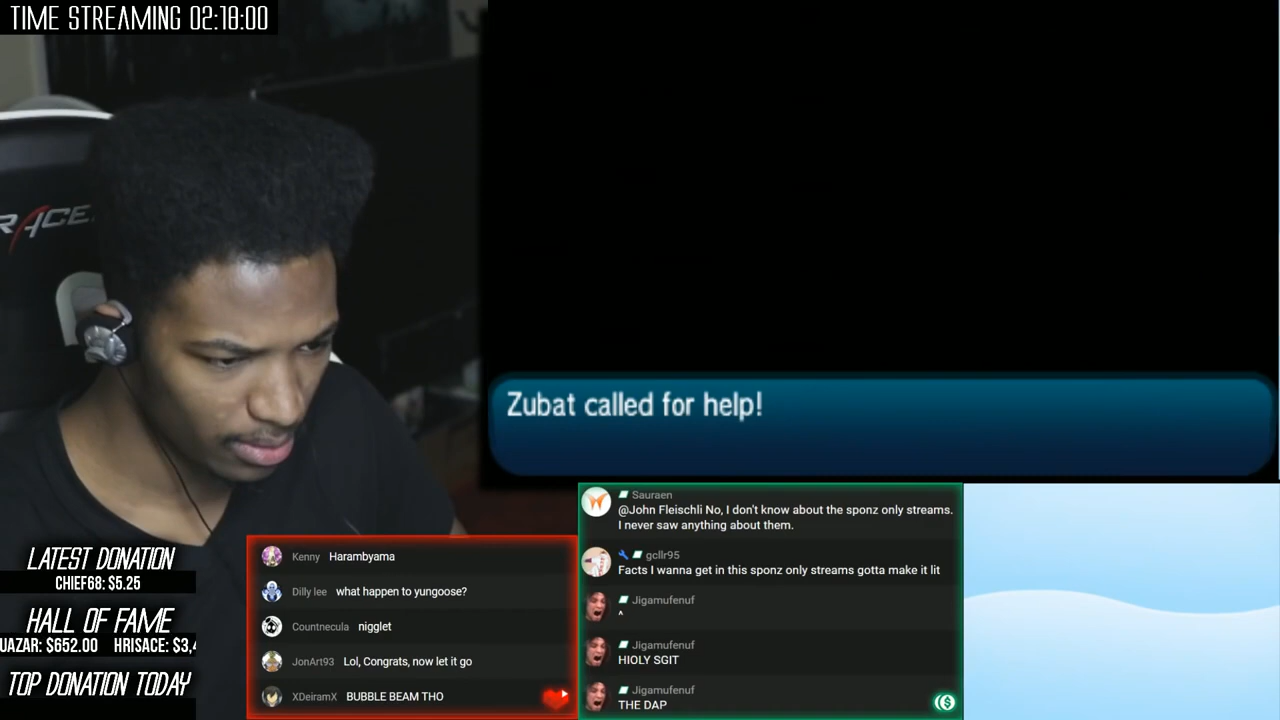 TIME STREAMING 02:18:00
RACE
Zubat called for help!
LATEST DONATION
CHIEF68: $5.25
HALL OF FAME
UAZAR: $652.00 HRISACE: $3,4
TOP DONATION TODAY
Kenny Harambyama
Dilly lee what happen to yungoose?
Countnecula nigglet
JonArt93 Lol, Congrats, now let it go
XDeiramX BUBBLE BEAM THO
Sauraen
@John Fleischli No, I don't know about the sponz only streams.
I never saw anything about them.
gcllr95
Facts I wanna get in this sponz only streams gotta make it lit
Jigamufenuf
^
Jigamufenuf
HIOLY SGIT
Jigamufenuf
THE DAP